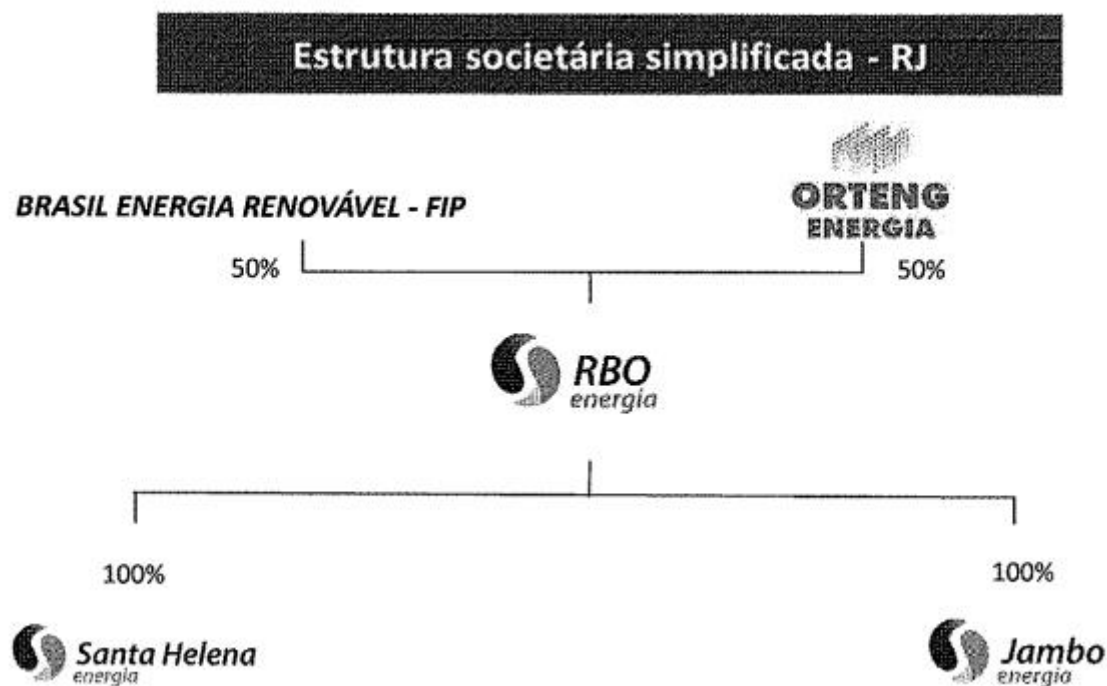 Estrutura societária simplificada - RJ
BRASIL ENERGIA RENOVÁVEL - FIP
ORTENG
ENERGIA
50%
50%
RBO
energia
100%
100%
Santa Helena
energia
Jambo
energia